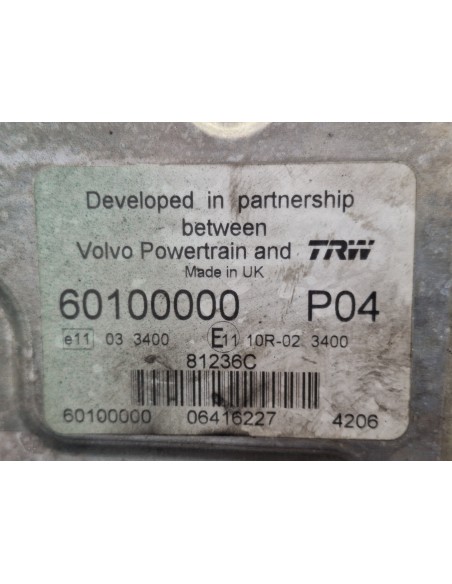 Developed in partnership
between
Volvo Powertrain and TRW
Made in UK
60100000 P04
e11 03 3400 E11 10R-02 3400
81236C
60100000 06416227 4206